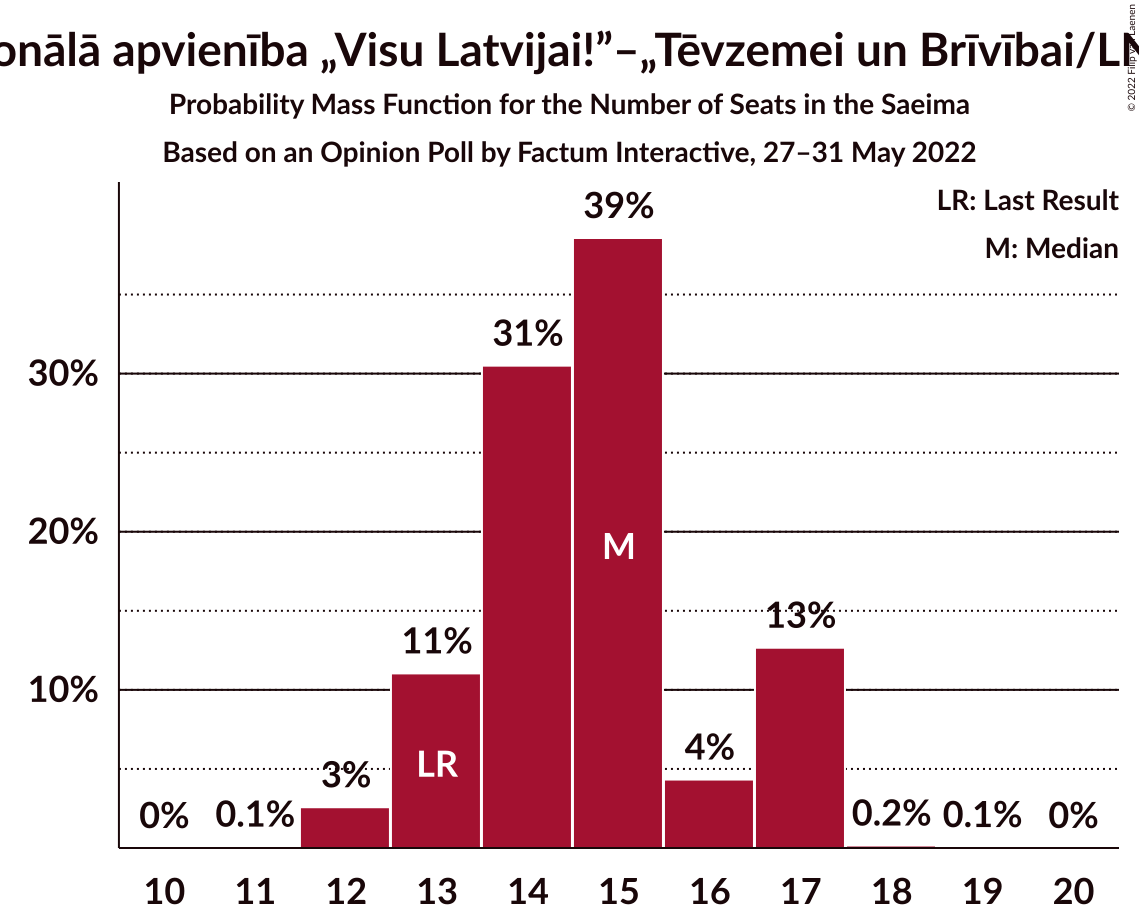 onālā apvienība „Visu Latvijai!”–„Tēvzemei un Brīvībai/LN
© 2022 Filip Laenen
Probability Mass Function for the Number of Seats in the Saeima
Based on an Opinion Poll by Factum Interactive, 27–31 May 2022
LR: Last Result
M: Median
39%
31%
30%
M
20%
13%
11%
10%
LR
4%
3%
0% 0.1% 0.2% 0.1% 0%
10 11 12 13 14 15 16 17 18 19 20